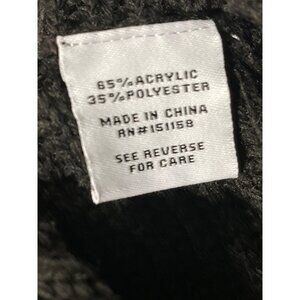 65% ACRYLIC
35% POLYESTER
MADE IN CHINA
RN#151158
SEE REVERSE
FOR CARE